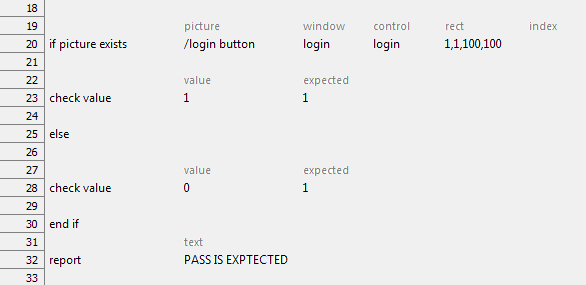 18
19 picture window control rect index
20 if picture exists /login button login login 1,1,100,100
21
22 value expected
23 check value 1 1
24
25 else
26
27 value expected
28 check value 0 1
29
30 end if
31 text
32 report PASS IS EXPTECTED
33